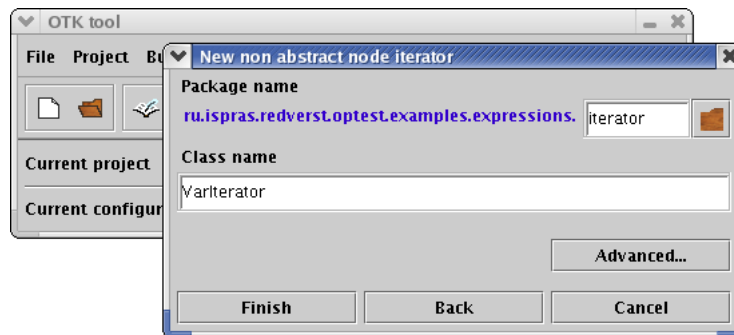 OTK tool
File Project Bu
New non abstract node iterator
Package name
ru.ispras.redverst.optest.examples.expressions. iterator
Current project
Class name
VarIterator
Current configur
Advanced...
Finish Back Cancel